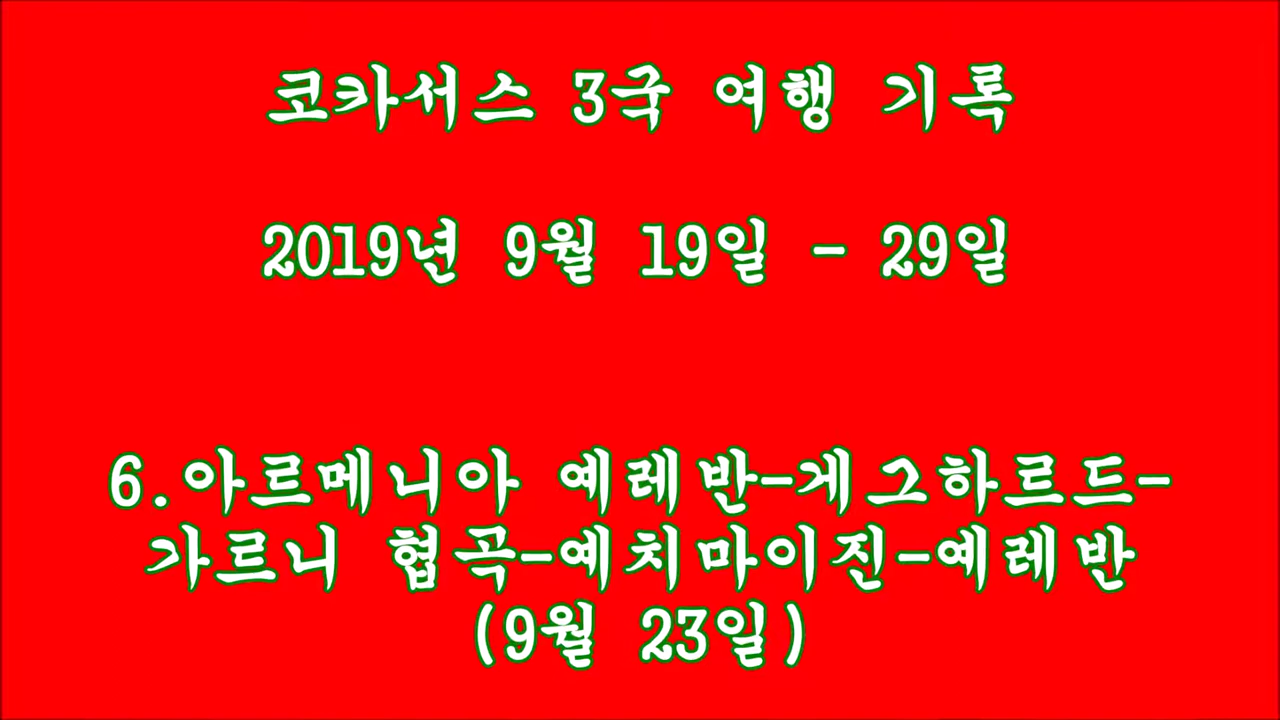 코카서스 3국 여행 기록
2019년 9월 19일 - 29일
6.아르메니아 예레반-게그하르드-
가르니 협곡-예치마이진-예레반
(9월 23일)